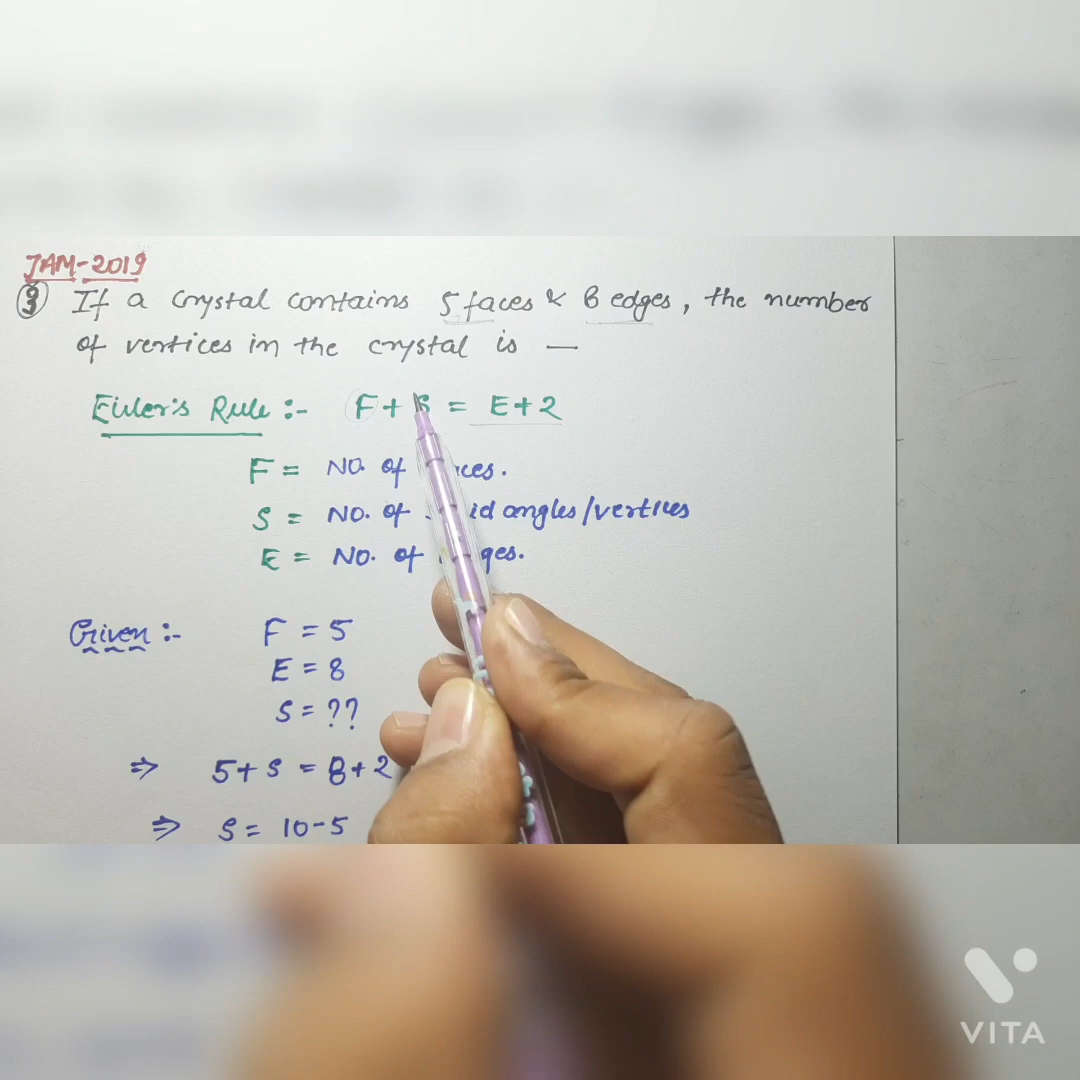 JAM-2019
③ If a crystal contains 5 faces & 8 edges, the number
of vertices in the crystal is —
Euler's Rule :- F + S = E + 2
F = No. of
S = No. of angles/vertices
E = No. of
Given :- F = 5
E = 8
S = ??
⇒ 5 + S = 8 + 2
⇒ S = 10 - 5
VITA